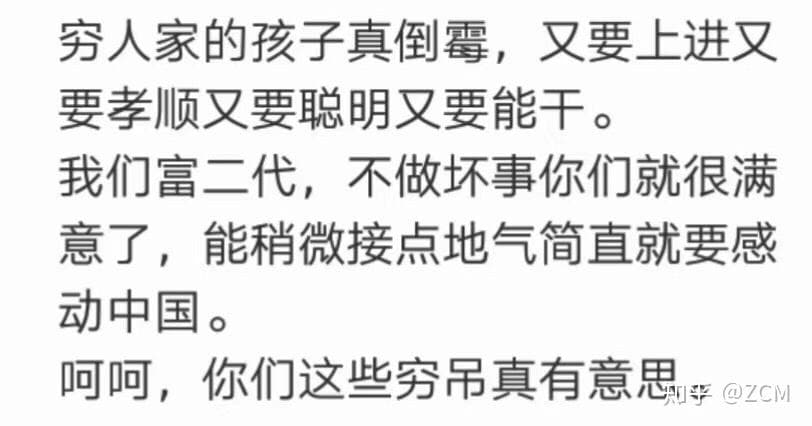 穷人家的孩子真倒霉，又要上进又
要孝顺又要聪明又要能干。
我们富二代，不做坏事你们就很满
意了，能稍微接点地气简直就要感
动中国。
呵呵，你们这些穷吊真有意思。
知乎 @ZCM